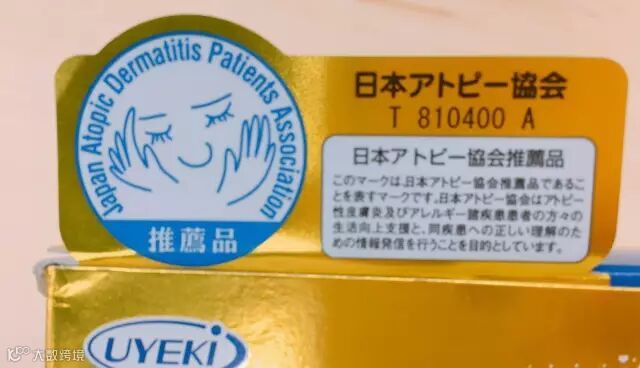 Japan Atopic Dermatitis Patients Association
推薦品
日本アトピー協会
T 810400 A
日本アトピー協会推薦品
このマークは、日本アトピー協会推薦品であるこ
とを表すマークです。日本アトピー協会はアトピー
性皮膚炎及びアレルギー諸疾患患者の方々の
生活向上支援と、同疾患への正しい理解のた
めの情報発信を行うことを目的としています。
UYEKI
大数跨境